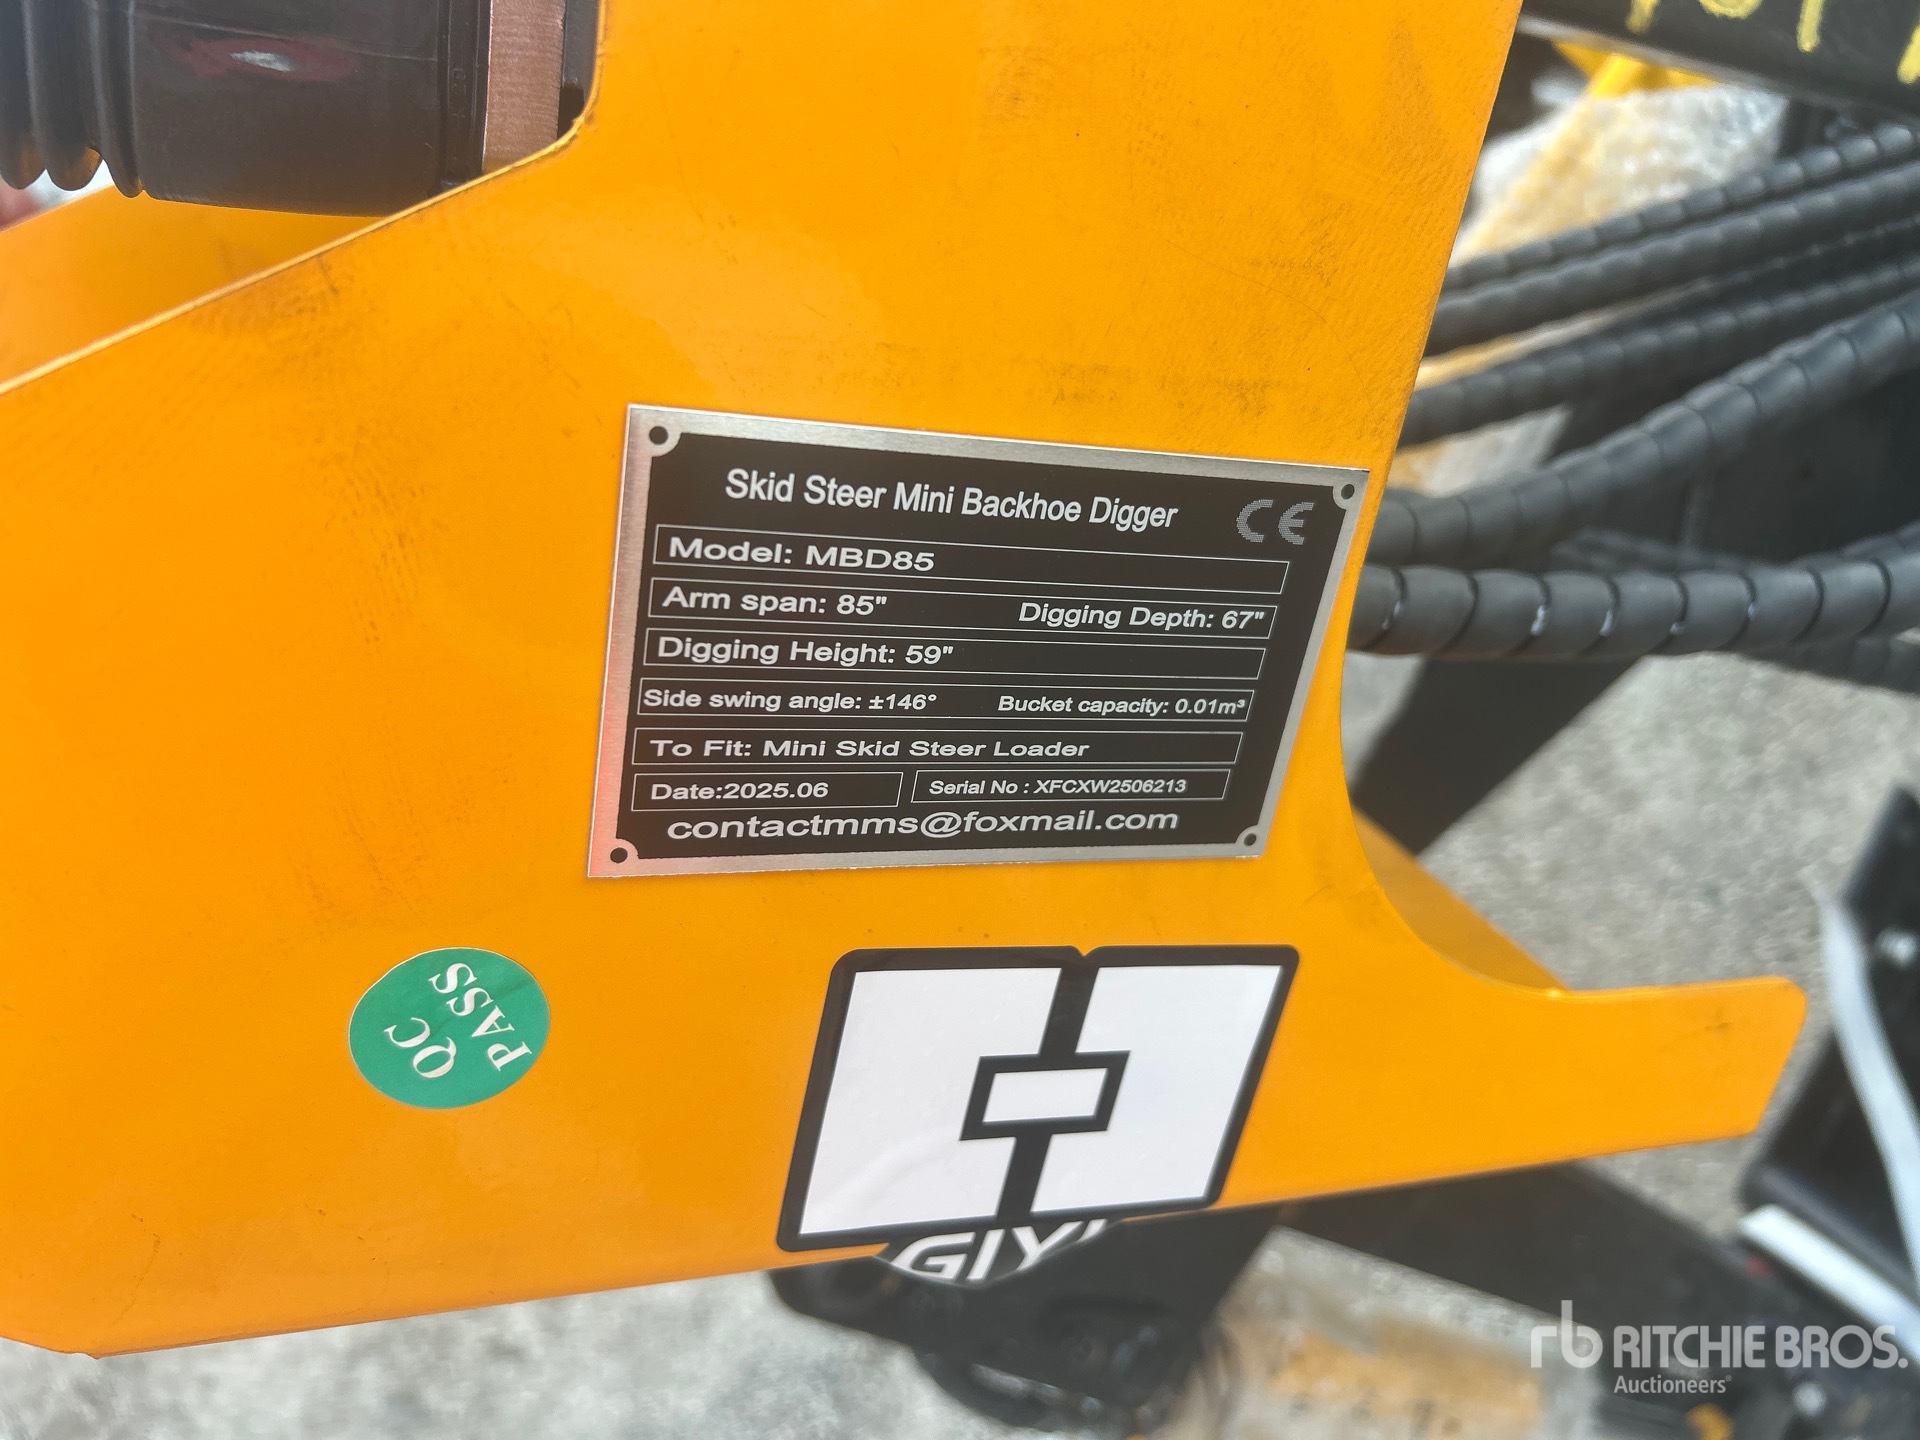 Skid Steer Mini Backhoe Digger
CE
Model: MBD85
Arm span: 85" Digging Depth: 67"
Digging Height: 59"
Side swing angle: ±146° Bucket capacity: 0.01m³
To Fit: Mini Skid Steer Loader
Date:2025.06 Serial No : XFCXW2506213
contactmms@foxmail.com
QC
PASS
GIYI
rb RITCHIE BROS.
Auctioneers